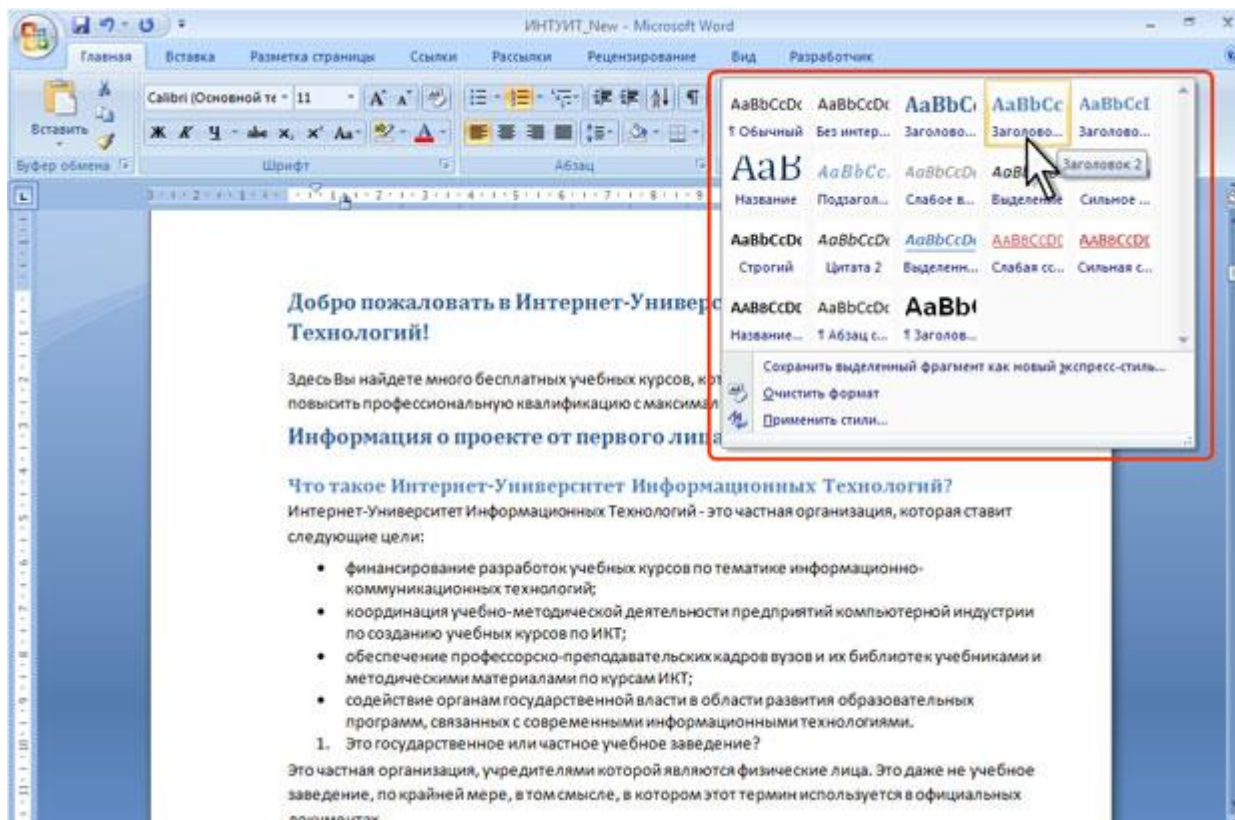 ИНТУИТ_New - Microsoft Word
Главная Вставка Разметка страницы Ссылки Рассылки Рецензирование Вид Разработчик
Вставить
Calibri (Основной те 11
Ж К Ч abc x, x' Aa A
Буфер обмена Шрифт Абзац
AaBbCcDc AaBbCcDc AaBbC AaBbCc AaBbCcI
¶ Обычный Без интер... Заголово... Заголово... Заголово...
Заголовок 2
AaB AaBbCc. AaBbCcDi AaB
Название Подзагол... Слабое в... Выделение Сильное ...
AaBbCcDc AaBbCcDi AaBbCcDi AaBbCcDc AaBbCcDc
Строгий Цитата 2 Выделенн... Слабая сс... Сильная с...
AaBbCcDc AaBbCcDc AaBb
Название... ¶ Абзац с... ¶ Заголов...
Сохранить выделенный фрагмент как новый экспресс-стиль...
Очистить формат
Применить стили...
Добро пожаловать в Интернет-Универс
Технологий!
Здесь Вы найдете много бесплатных учебных курсов, кот
повысить профессиональную квалификацию с максимал
Информация о проекте от первого лица
Что такое Интернет-Университет Информационных Технологий?
Интернет-Университет Информационных Технологий - это частная организация, которая ставит
следующие цели:
• финансирование разработок учебных курсов по тематике информационно-
коммуникационных технологий;
• координация учебно-методической деятельности предприятий компьютерной индустрии
по созданию учебных курсов по ИКТ;
• обеспечение профессорско-преподавательских кадров вузов и их библиотек учебниками и
методическими материалами по курсам ИКТ;
• содействие органам государственной власти в области развития образовательных
программ, связанных с современными информационными технологиями.
1. Это государственное или частное учебное заведение?
Это частная организация, учредителями которой являются физические лица. Это даже не учебное
заведение, по крайней мере, в том смысле, в котором этот термин используется в официальных
документах